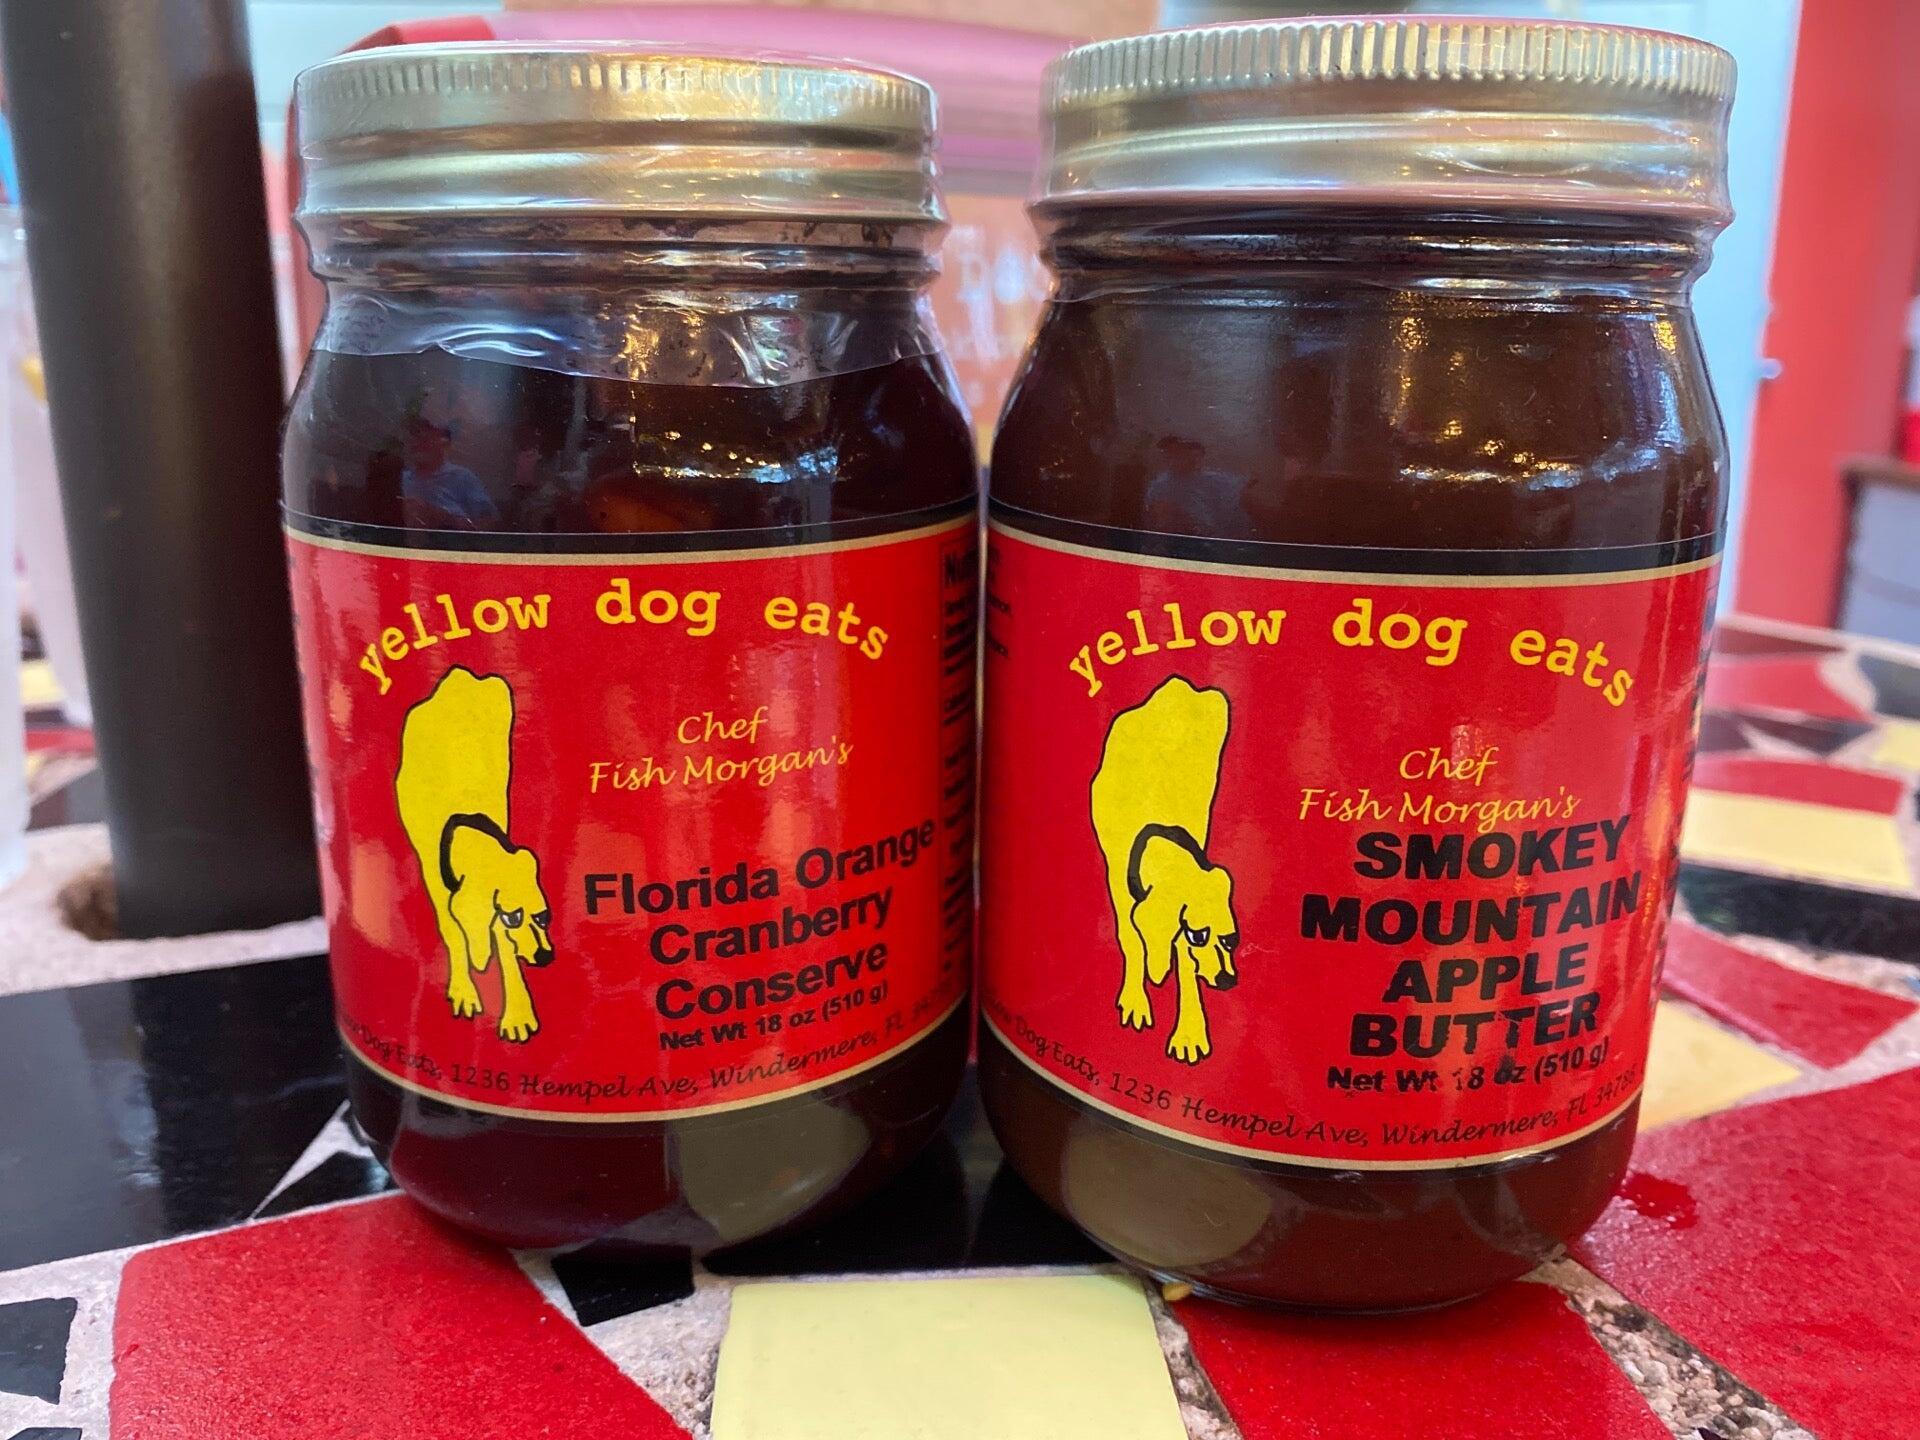 yellow dog eats
Chef
Fish Morgan's
Florida Orange
Cranberry
Conserve
Net Wt 18 oz (510 g)
Dog Eats, 1236 Hempel Ave, Windermere, FL
yellow dog eats
Chef
Fish Morgan's
SMOKEY
MOUNTAIN
APPLE
BUTTER
Net Wt 18 oz (510 g)
Dog Eats, 1236 Hempel Ave, Windermere, FL 34786